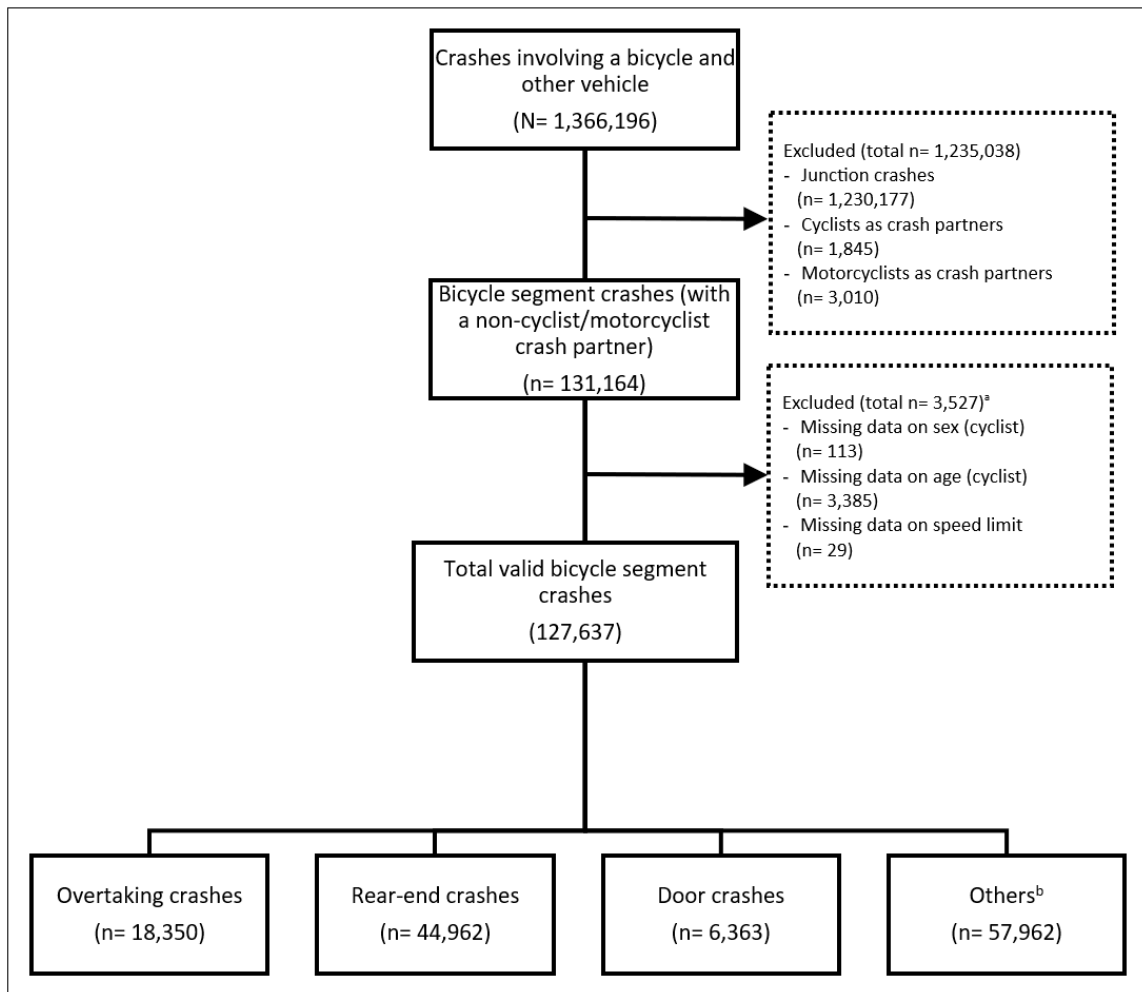 Crashes involving a bicycle and
other vehicle
(N= 1,366,196)
Excluded (total n= 1,235,038)
- Junction crashes
(n= 1,230,177)
- Cyclists as crash partners
(n= 1,845)
- Motorcyclists as crash partners
(n= 3,010)
Bicycle segment crashes (with
a non-cyclist/motorcyclist
crash partner)
(n= 131,164)
Excluded (total n= 3,527)ᵃ
- Missing data on sex (cyclist)
(n= 113)
- Missing data on age (cyclist)
(n= 3,385)
- Missing data on speed limit
(n= 29)
Total valid bicycle segment
crashes
(127,637)
Overtaking crashes
(n= 18,350)
Rear-end crashes
(n= 44,962)
Door crashes
(n= 6,363)
Othersᵇ
(n= 57,962)